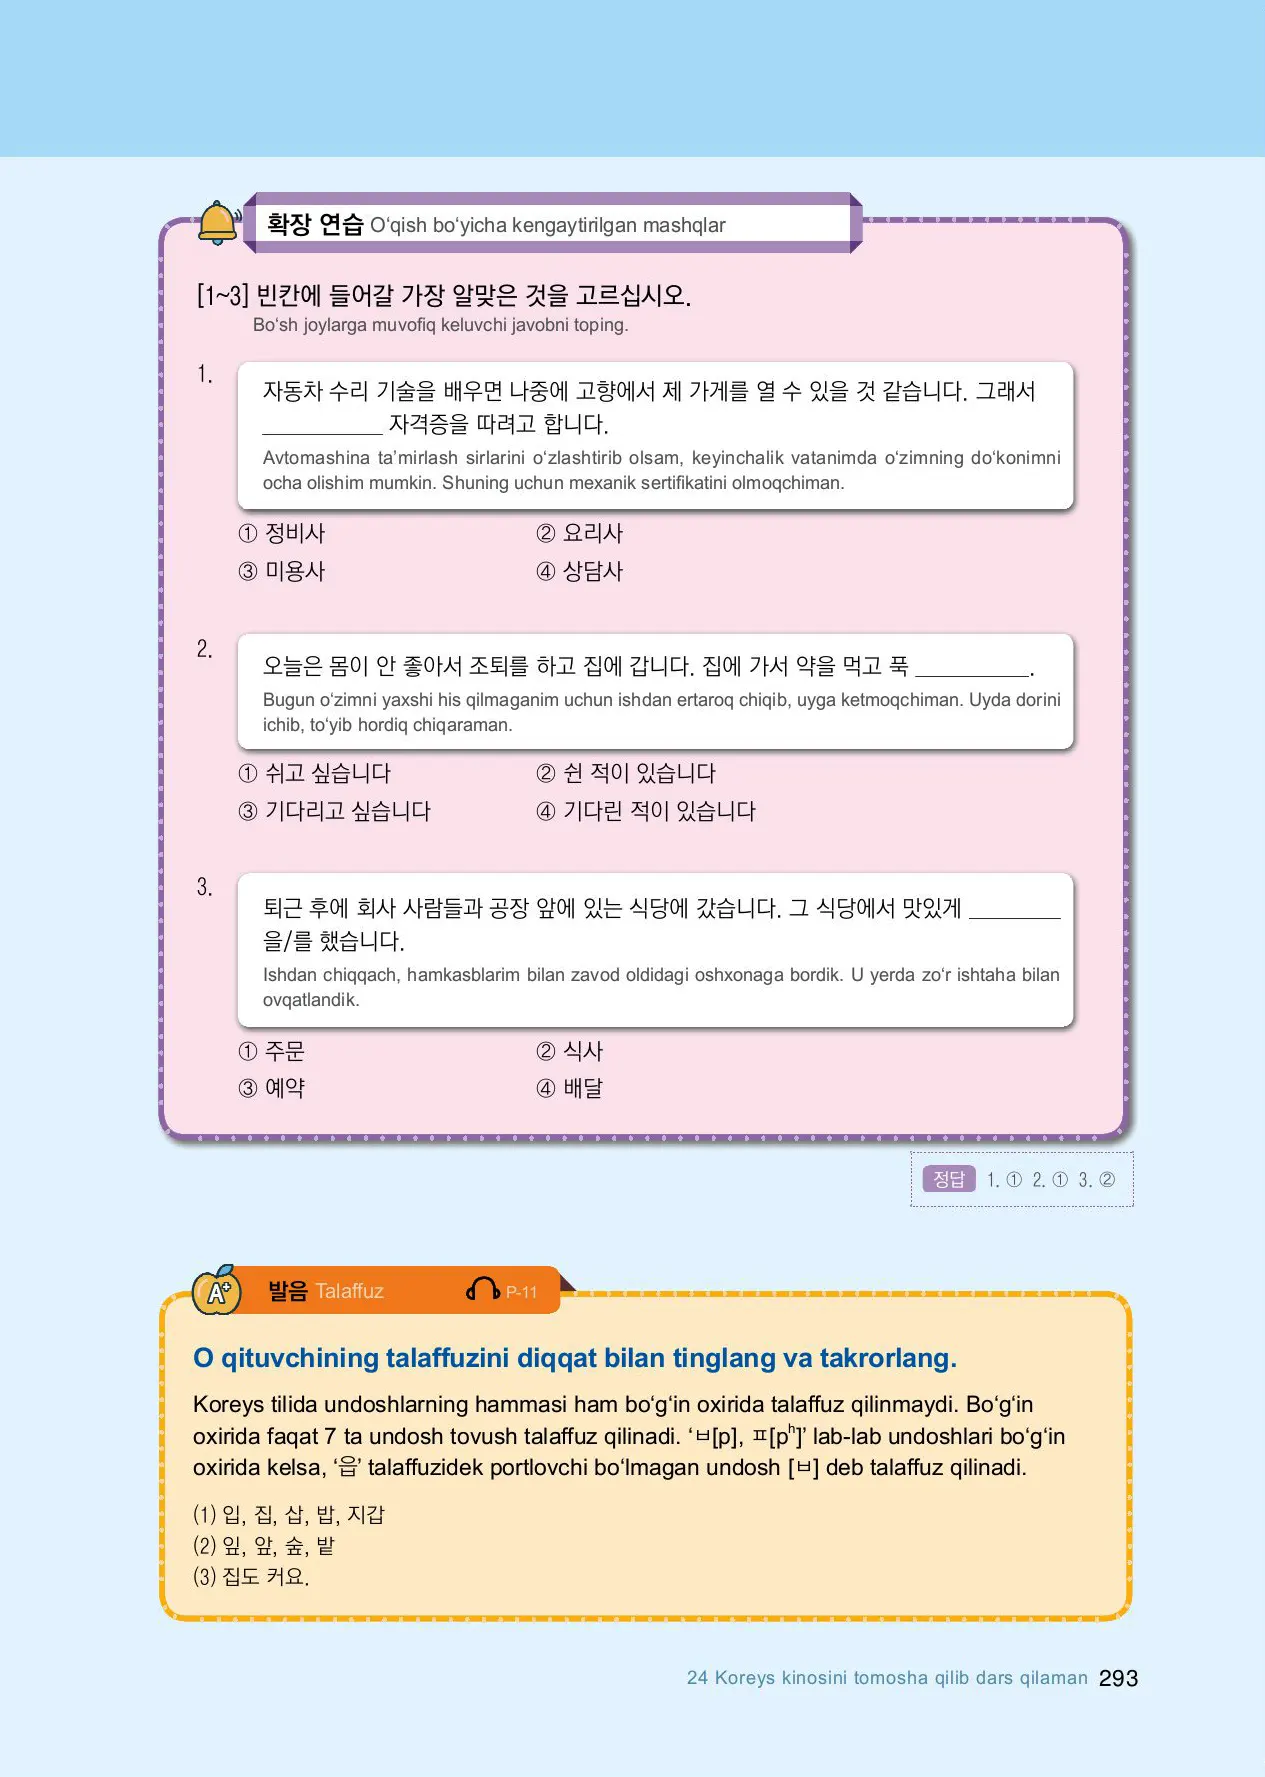 확장 연습 O‘qish bo‘yicha kengaytirilgan mashqlar
[1~3] 빈칸에 들어갈 가장 알맞은 것을 고르십시오.
Bo‘sh joylarga muvofiq keluvchi javobni toping.
1.
자동차 수리 기술을 배우면 나중에 고향에서 제 가게를 열 수 있을 것 같습니다. 그래서
___________ 자격증을 따려고 합니다.
Avtomashina ta’mirlash sirlarini o‘zlashtirib olsam, keyinchalik vatanimda o‘zimning do‘konimni
ocha olishim mumkin. Shuning uchun mexanik sertifikatini olmoqchiman.
① 정비사 ② 요리사
③ 미용사 ④ 상담사
2.
오늘은 몸이 안 좋아서 조퇴를 하고 집에 갑니다. 집에 가서 약을 먹고 푹 __________.
Bugun o‘zimni yaxshi his qilmaganim uchun ishdan ertaroq chiqib, uyga ketmoqchiman. Uyda dorini
ichib, to‘yib hordiq chiqaraman.
① 쉬고 싶습니다 ② 쉰 적이 있습니다
③ 기다리고 싶습니다 ④ 기다린 적이 있습니다
3.
퇴근 후에 회사 사람들과 공장 앞에 있는 식당에 갔습니다. 그 식당에서 맛있게 ________
을/를 했습니다.
Ishdan chiqqach, hamkasblarim bilan zavod oldidagi oshxonaga bordik. U yerda zo‘r ishtaha bilan
ovqatlandik.
① 주문 ② 식사
③ 예약 ④ 배달
정답 1. ① 2. ① 3. ②
A+ 발음 Talaffuz P-11
O qituvchining talaffuzini diqqat bilan tinglang va takrorlang.
Koreys tilida undoshlarning hammasi ham bo‘g‘in oxirida talaffuz qilinmaydi. Bo‘g‘in
oxirida faqat 7 ta undosh tovush talaffuz qilinadi. ‘ㅂ[p], ㅍ[pʰ]’ lab-lab undoshlari bo‘g‘in
oxirida kelsa, ‘읍’ talaffuzidek portlovchi bo‘lmagan undosh [ㅂ] deb talaffuz qilinadi.
(1) 입, 집, 삽, 밥, 지갑
(2) 잎, 앞, 숲, 밭
(3) 집도 커요.
24 Koreys kinosini tomosha qilib dars qilaman 293